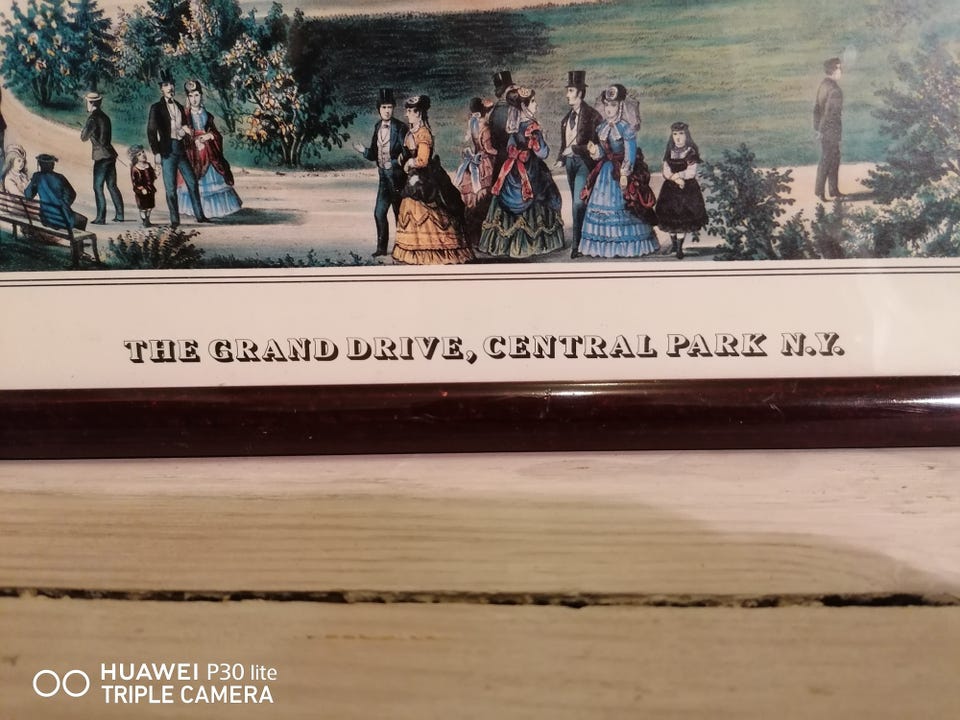 THE GRAND DRIVE, CENTRAL PARK N.Y.
HUAWEI P30 lite
TRIPLE CAMERA